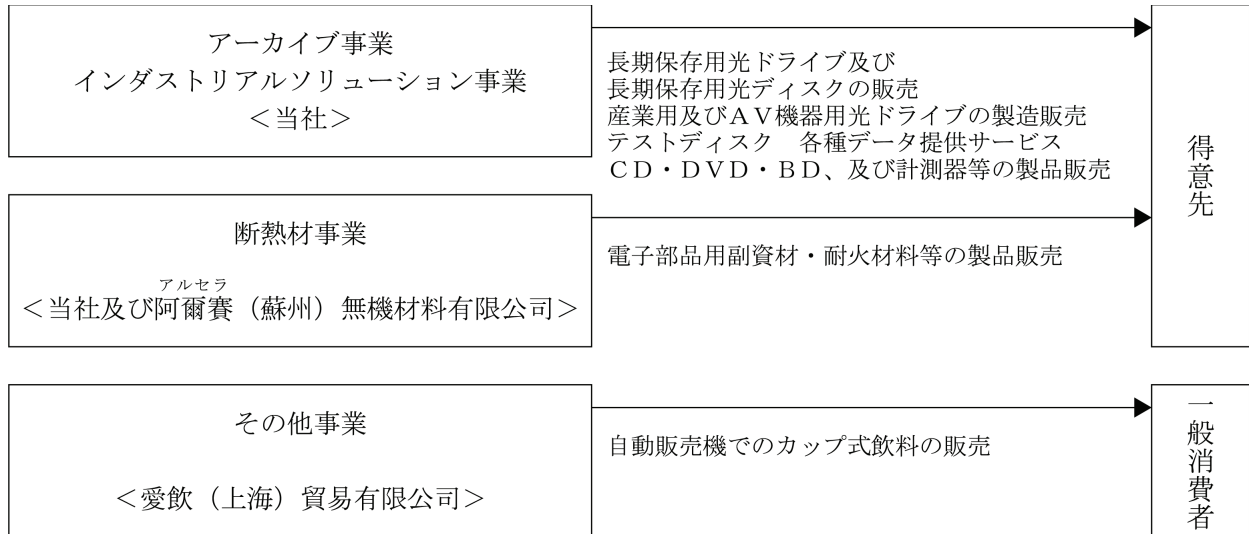 アーカイブ事業
インダストリアルソリューション事業
＜当社＞
長期保存用光ドライブ及び
長期保存用光ディスクの販売
産業用及びＡＶ機器用光ドライブの製造販売
テストディスク　各種データ提供サービス
ＣＤ・ＤＶＤ・ＢＤ、及び計測器等の製品販売
得意先
断熱材事業
アルセラ
＜当社及び阿爾賽（蘇州）無機材料有限公司＞
電子部品用副資材・耐火材料等の製品販売
その他事業
＜愛飲（上海）貿易有限公司＞
自動販売機でのカップ式飲料の販売
一般消費者